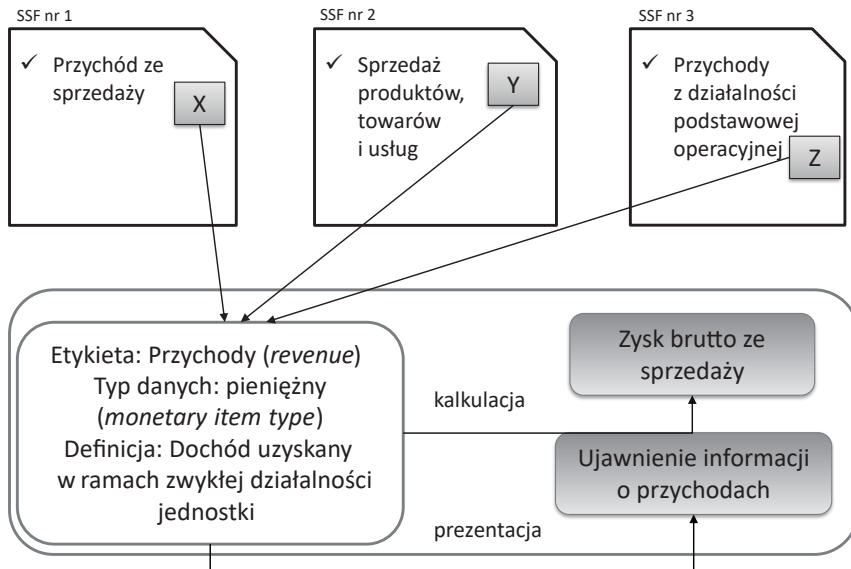 SSF nr 1
SSF nr 2
SSF nr 3
✓ Przychód ze
sprzedaży
X
✓ Sprzedaż
produktów,
towarów
i usług
Y
✓ Przychody
z działalności
podstawowej
operacyjnej
Z
Etykieta: Przychody (revenue)
Typ danych: pieniężny
(monetary item type)
Definicja: Dochód uzyskany
w ramach zwykłej działalności
jednostki
kalkulacja
prezentacja
Zysk brutto ze
sprzedaży
Ujawnienie informacji
o przychodach